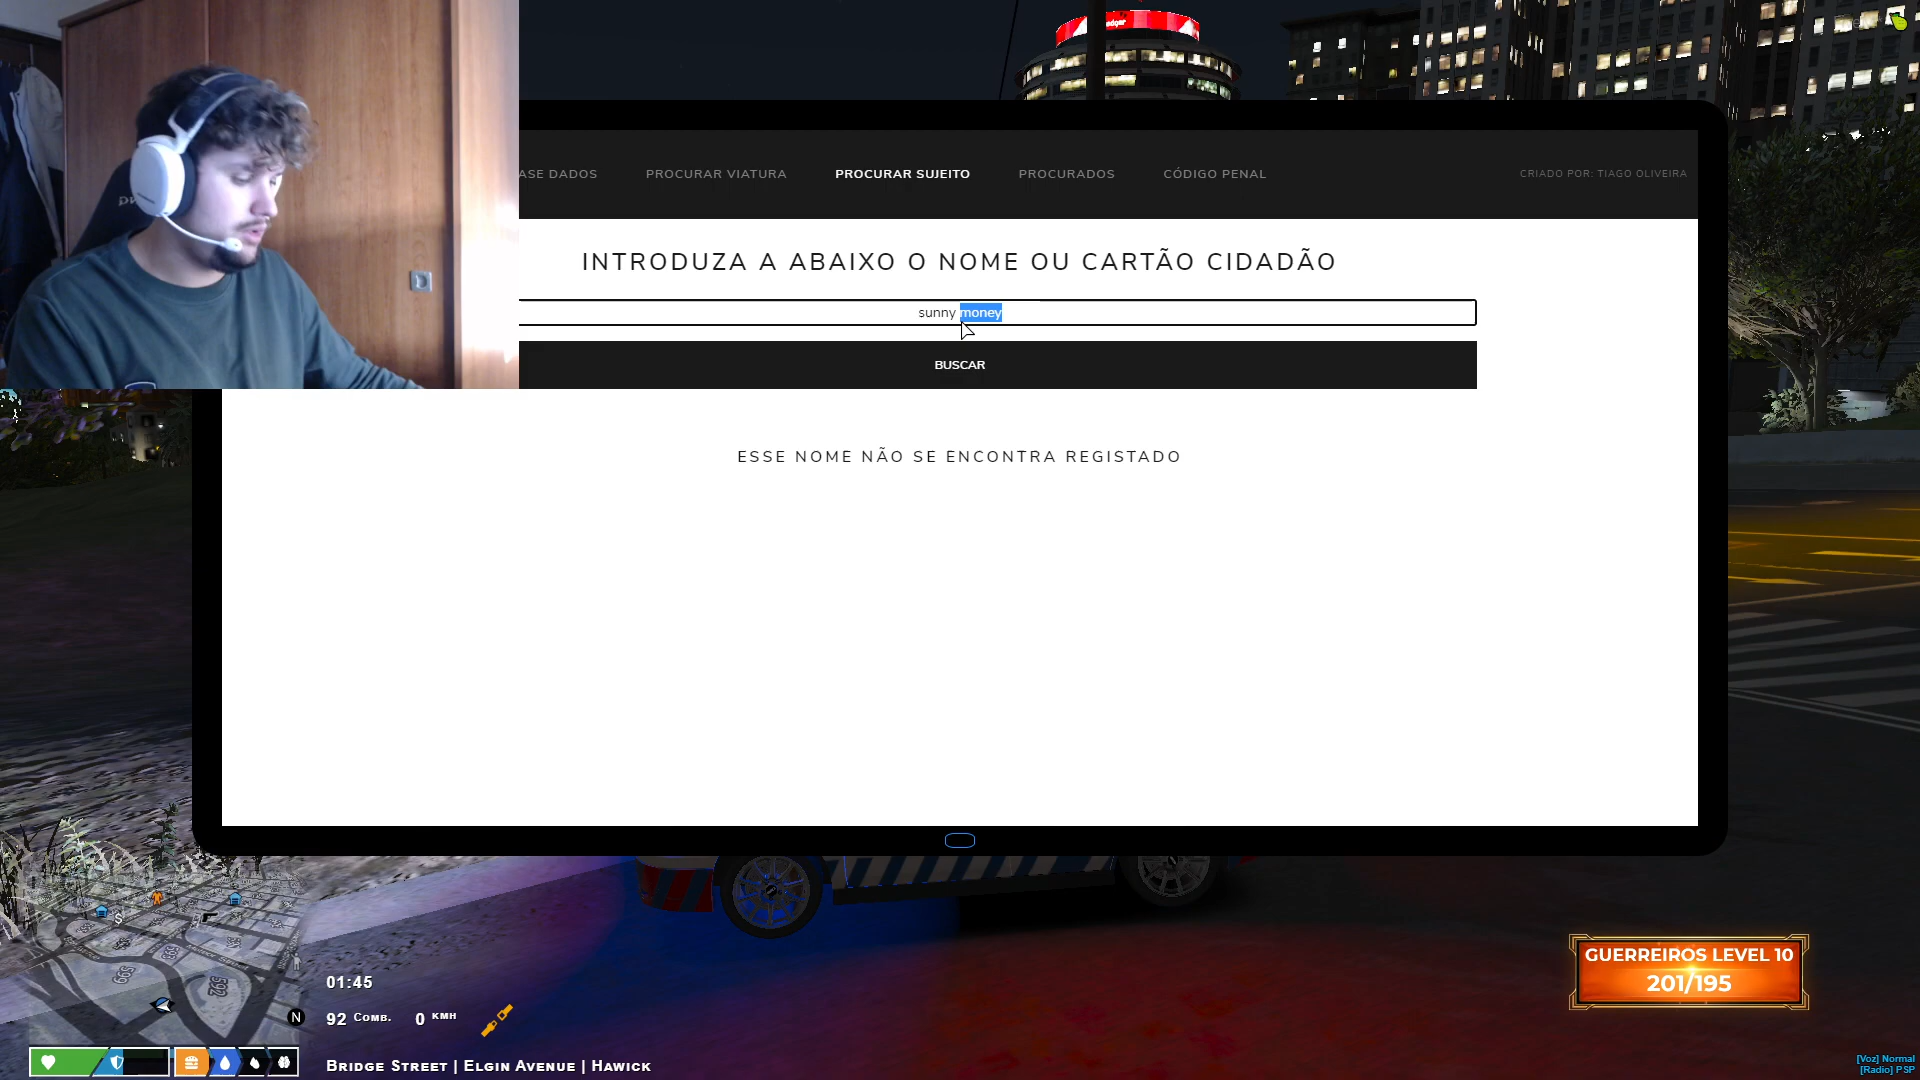 ASE DADOS
PROCURAR VIATURA
PROCURAR SUJEITO
PROCURADOS
CÓDIGO PENAL
CRIADO POR: TIAGO OLIVEIRA
INTRODUZA A ABAIXO O NOME OU CARTÃO CIDADÃO
sunny money
BUSCAR
ESSE NOME NÃO SE ENCONTRA REGISTADO
GUERREIROS LEVEL 10
201/195
01:45
N
92 COMB. 0 KMH
BRIDGE STREET | ELGIN AVENUE | HAWICK
[Voz] Normal
[Radio] PSP